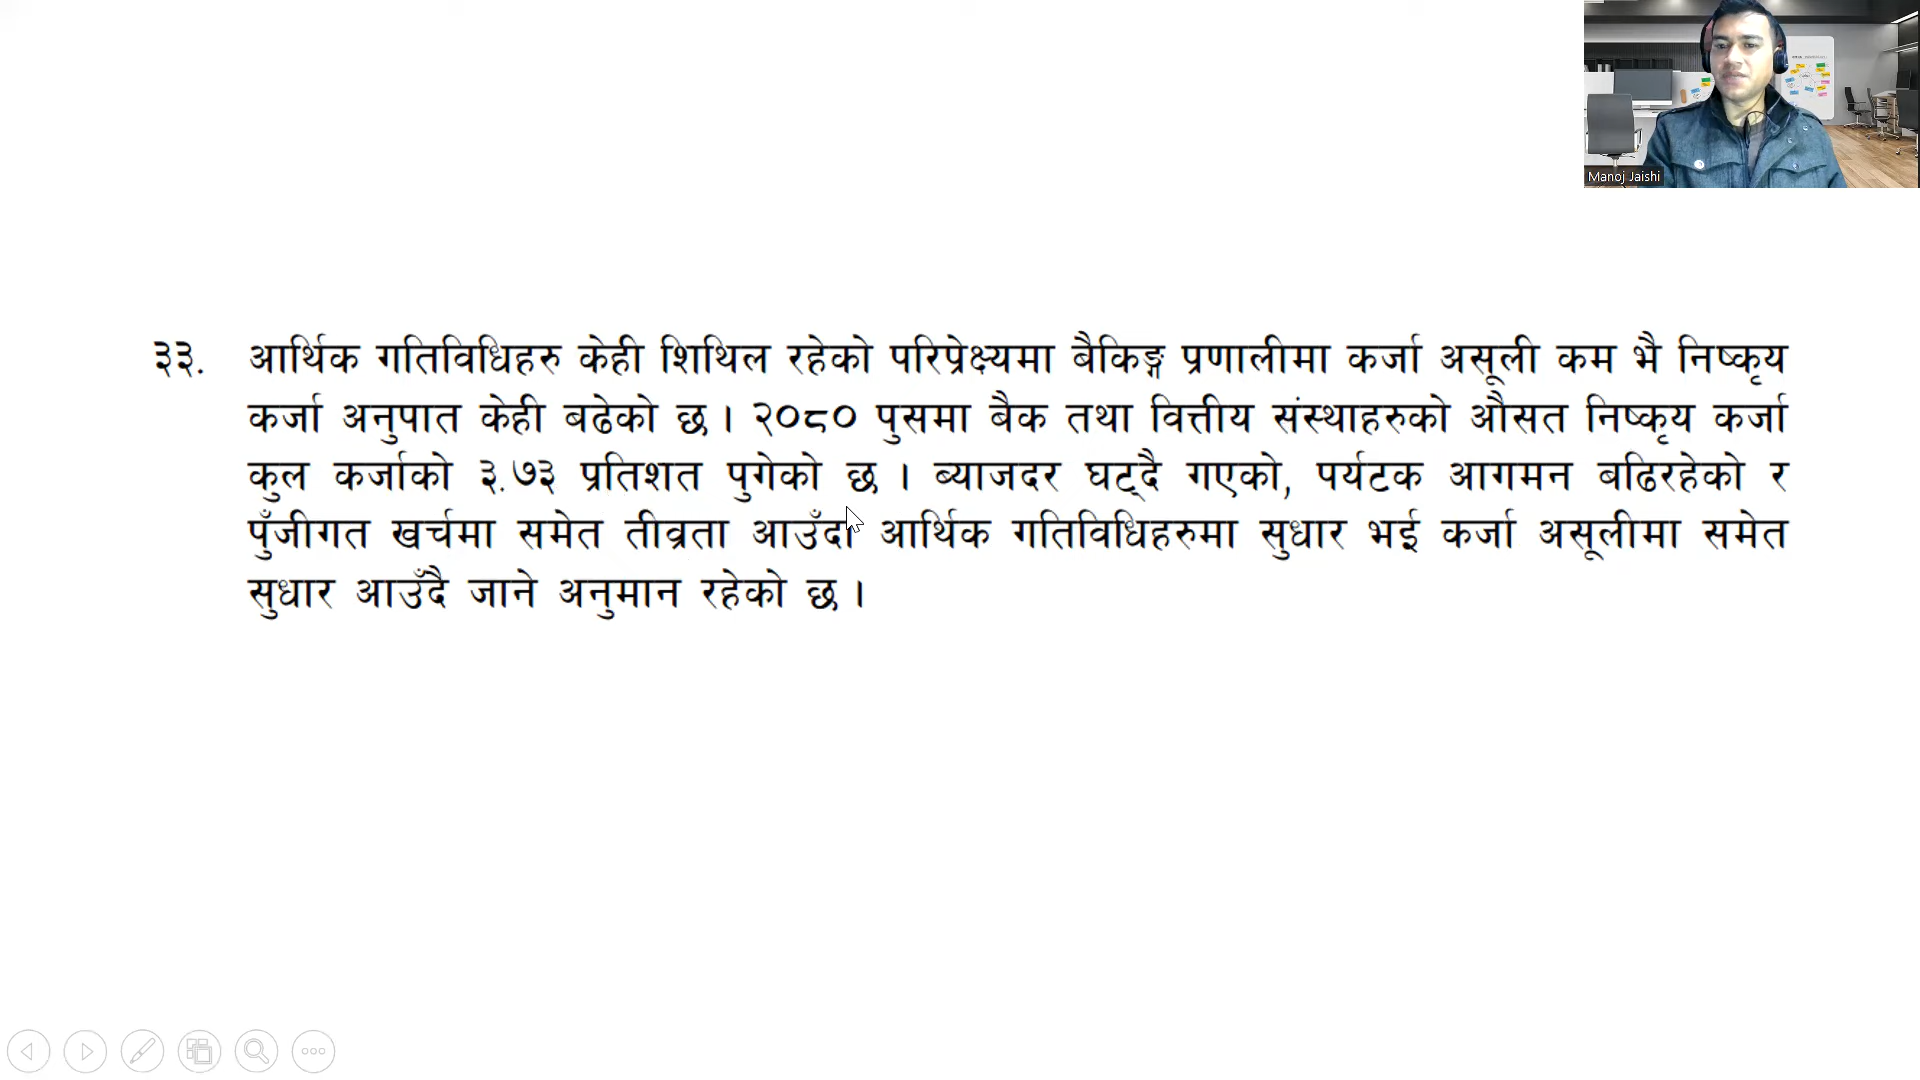 Manoj Jaishi
३३. आर्थिक गतिविधिहरु केही शिथिल रहेको परिप्रेक्ष्यमा बैकिङ्ग प्रणालीमा कर्जा असूली कम भै निष्कृय
कर्जा अनुपात केही बढेको छ । २०८० पुसमा बैक तथा वित्तीय संस्थाहरुको औसत निष्कृय कर्जा
कुल कर्जाको ३.७३ प्रतिशत पुगेको छ । ब्याजदर घट्दै गएको, पर्यटक आगमन बढिरहेको र
पुँजीगत खर्चमा समेत तीव्रता आउँदा आर्थिक गतिविधिहरुमा सुधार भई कर्जा असूलीमा समेत
सुधार आउँदै जाने अनुमान रहेको छ ।